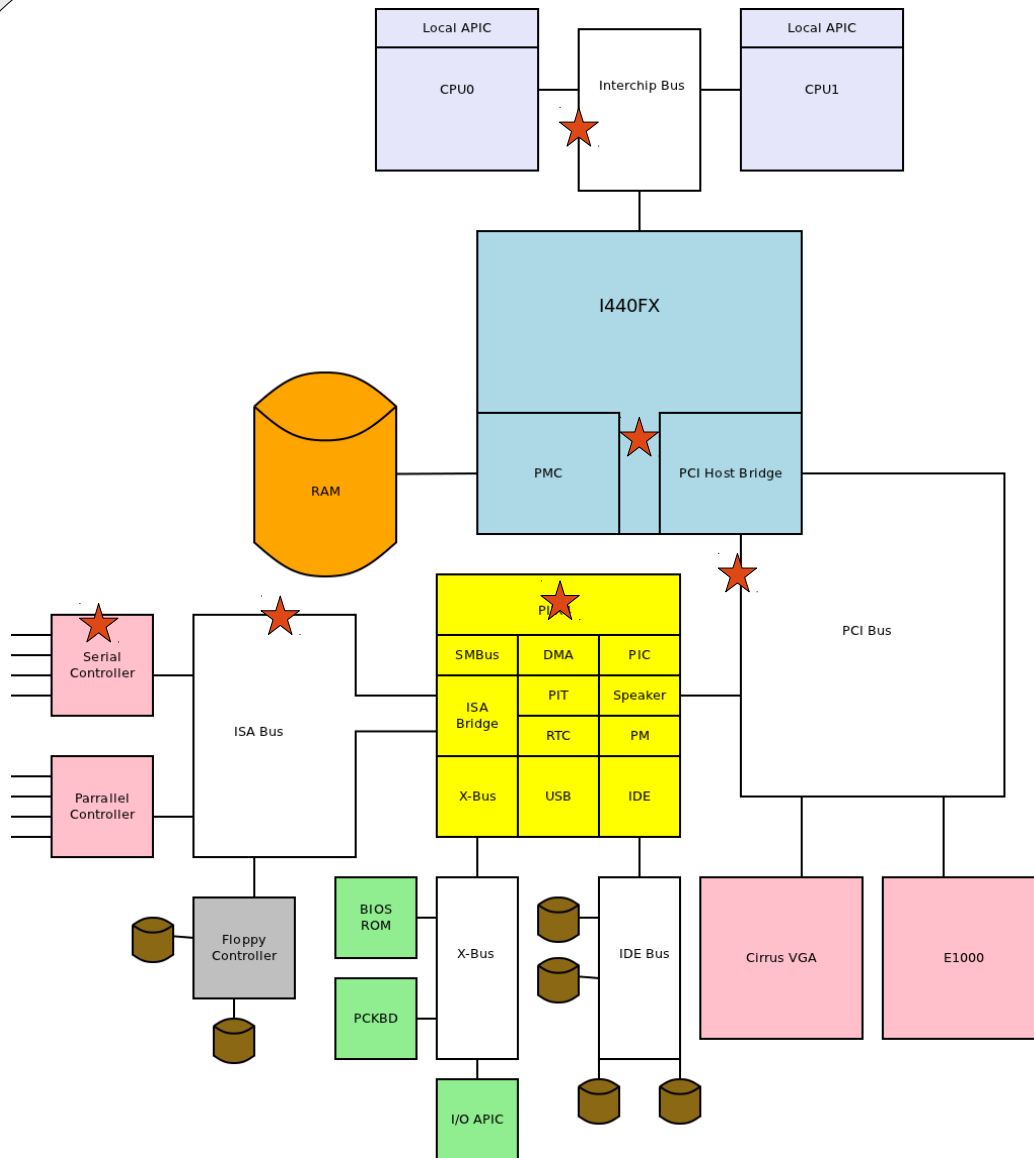 Local APIC
Local APIC
CPU0
Interchip Bus
CPU1
I440FX
PMC
PCI Host Bridge
RAM
PCI Bus
Serial
Controller
SMBus
DMA
PIC
ISA
Bridge
PIT
Speaker
RTC
PM
ISA Bus
Parrallel
Controller
X-Bus
USB
IDE
BIOS
ROM
X-Bus
IDE Bus
Cirrus VGA
E1000
Floppy
Controller
PCKBD
I/O APIC